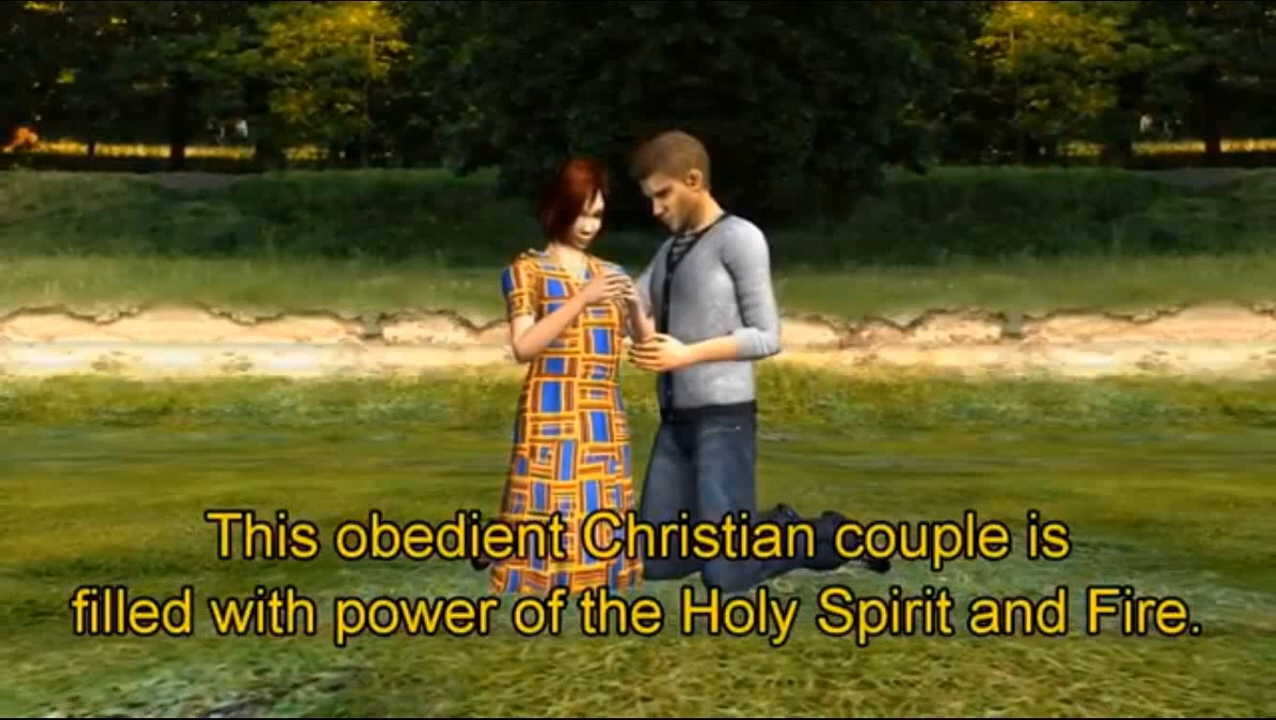 This obedient Christian couple is
filled with power of the Holy Spirit and Fire.